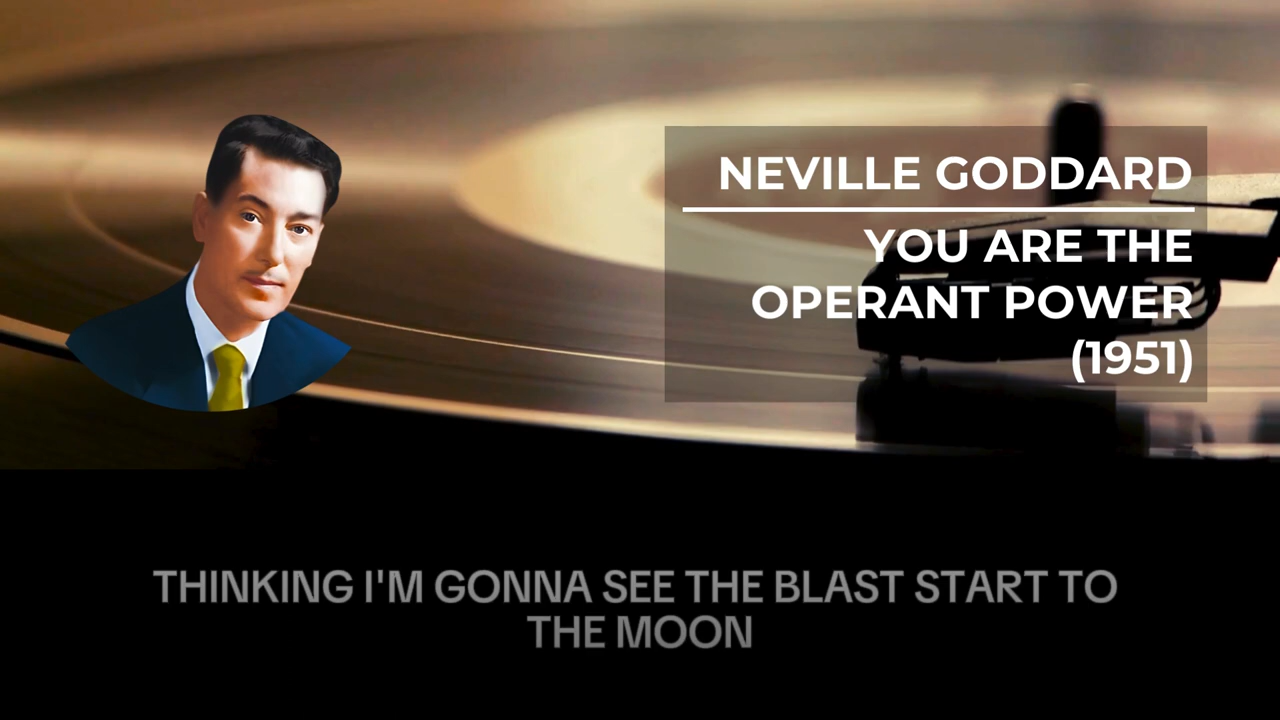 NEVILLE GODDARD
YOU ARE THE
OPERANT POWER
(1951)
THINKING I'M GONNA SEE THE BLAST START TO
THE MOON